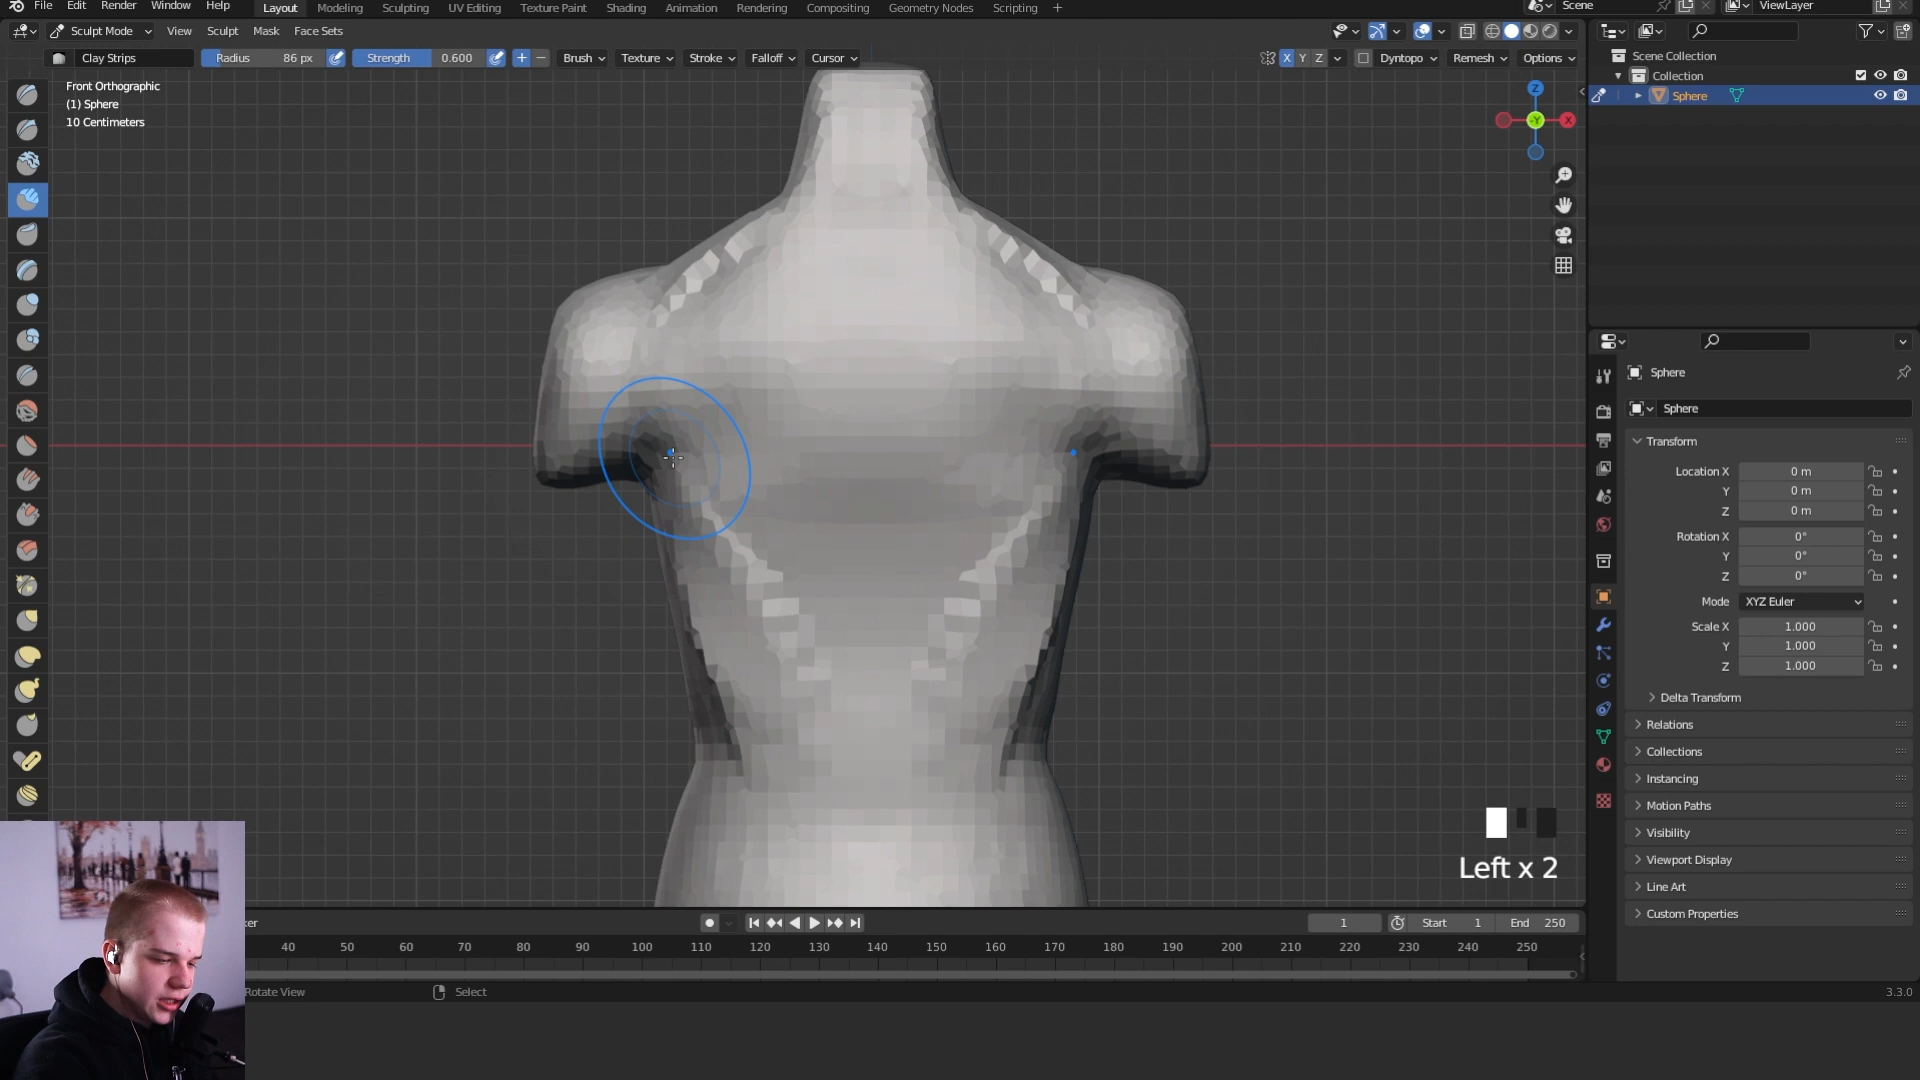 File Edit Render Window Help Layout Modeling Sculpting UV Editing Texture Paint Shading Animation Rendering Compositing Geometry Nodes Scripting + Scene ViewLayer
Sculpt Mode View Sculpt Mask Face Sets
Clay Strips Radius 86 px Strength 0.600 + − Brush Texture Stroke Falloff Cursor X Y Z Dyntopo Remesh Options
Front Orthographic
(1) Sphere
10 Centimeters
Z
-Y
X
Scene Collection
Collection
Sphere
Sphere
Sphere
Transform
Location X 0 m
Y 0 m
Z 0 m
Rotation X 0°
Y 0°
Z 0°
Mode XYZ Euler
Scale X 1.000
Y 1.000
Z 1.000
Delta Transform
Relations
Collections
Instancing
Motion Paths
Visibility
Viewport Display
Line Art
Custom Properties
Left x 2
ker 1 Start 1 End 250
40 50 60 70 80 90 100 110 120 130 140 150 160 170 180 190 200 210 220 230 240 250
Rotate View Select 3.3.0